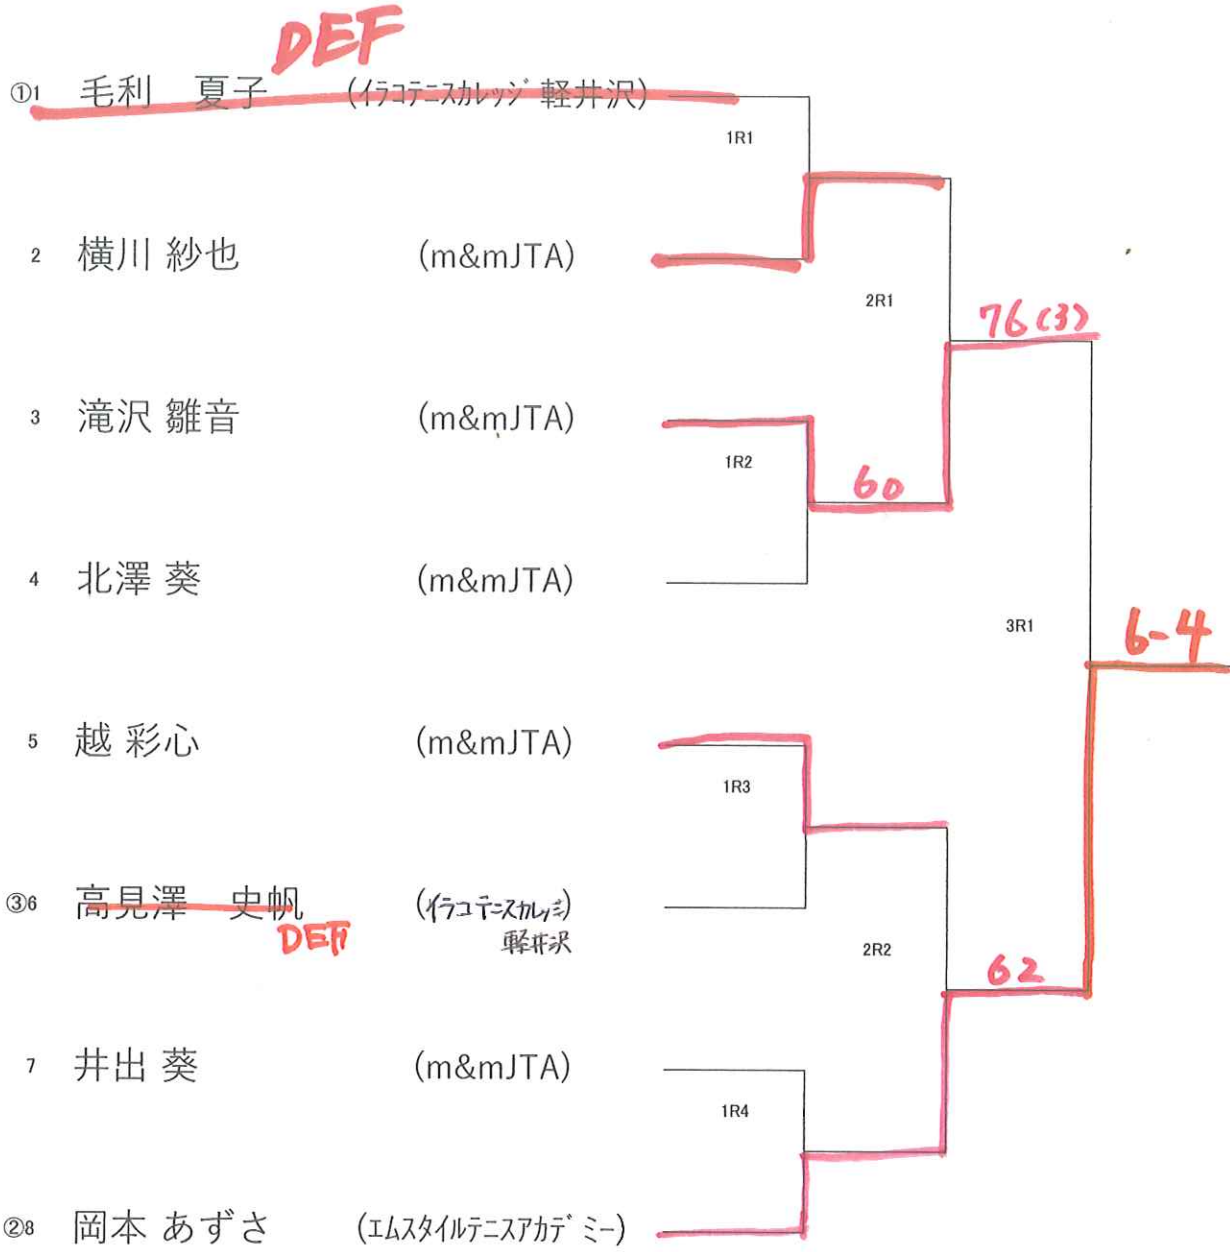 DEF
①1 毛利 夏子 (イラコテニスカレッジ 軽井沢)
1R1
2 横川 紗也 (m&mJTA)
2R1
76(3)
3 滝沢 雛音 (m&mJTA)
1R2
60
4 北澤 葵 (m&mJTA)
3R1
6-4
5 越 彩心 (m&mJTA)
1R3
③6 高見澤 史帆 (イラコテニスカレッジ)
DEF 軽井沢
2R2
62
7 井出 葵 (m&mJTA)
1R4
②8 岡本 あずさ (エムスタイルテニスアカデミー)